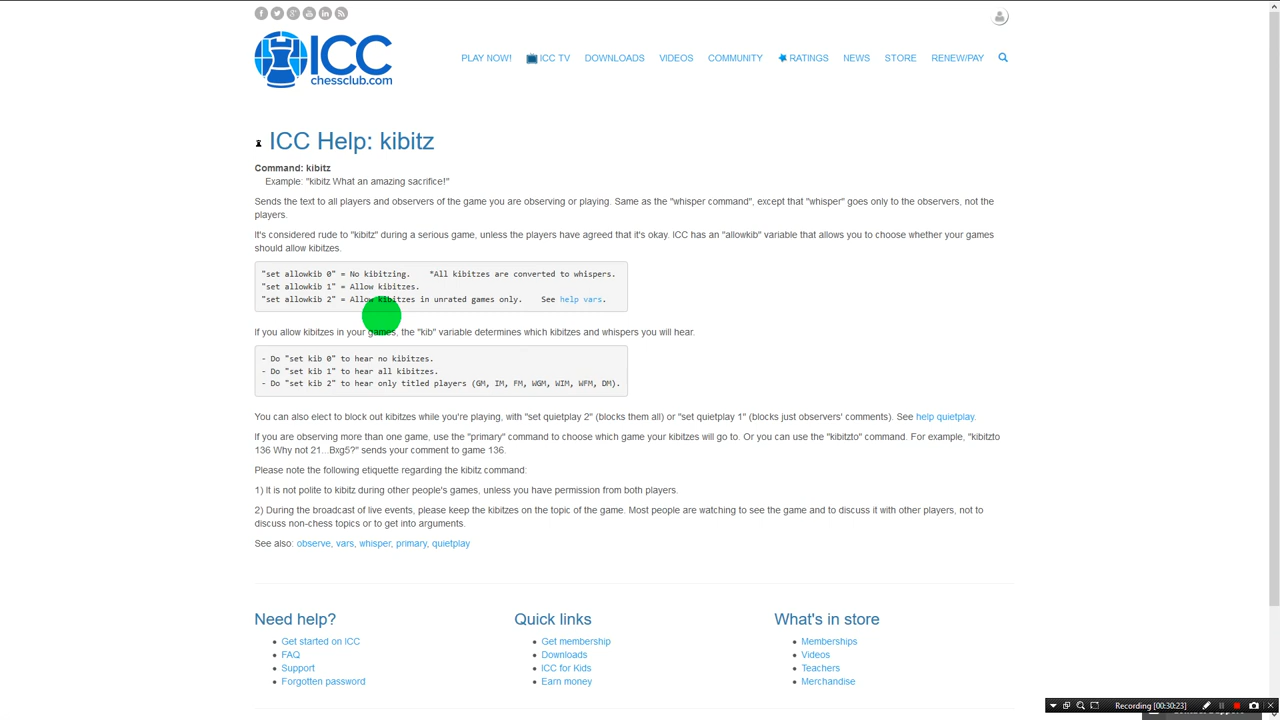 ICC
chessclub.com
PLAY NOW! ICC TV DOWNLOADS VIDEOS COMMUNITY RATINGS NEWS STORE RENEW/PAY
ICC Help: kibitz
Command: kibitz
Example: "kibitz What an amazing sacrifice!"
Sends the text to all players and observers of the game you are observing or playing. Same as the "whisper command", except that "whisper" goes only to the observers, not the
players.
It's considered rude to "kibitz" during a serious game, unless the players have agreed that it's okay. ICC has an "allowkib" variable that allows you to choose whether your games
should allow kibitzes.
"set allowkib 0" = No kibitzing. *All kibitzes are converted to whispers.
"set allowkib 1" = Allow kibitzes.
"set allowkib 2" = Allow kibitzes in unrated games only. See help vars.
If you allow kibitzes in your games, the "kib" variable determines which kibitzes and whispers you will hear.
- Do "set kib 0" to hear no kibitzes.
- Do "set kib 1" to hear all kibitzes.
- Do "set kib 2" to hear only titled players (GM, IM, FM, WGM, WIM, WFM, DM).
You can also elect to block out kibitzes while you're playing, with "set quietplay 2" (blocks them all) or "set quietplay 1" (blocks just observers' comments). See help quietplay.
If you are observing more than one game, use the "primary" command to choose which game your kibitzes will go to. Or you can use the "kibitzto" command. For example, "kibitzto
136 Why not 21...Bxg5?" sends your comment to game 136.
Please note the following etiquette regarding the kibitz command:
1) It is not polite to kibitz during other people's games, unless you have permission from both players.
2) During the broadcast of live events, please keep the kibitzes on the topic of the game. Most people are watching to see the game and to discuss it with other players, not to
discuss non-chess topics or to get into arguments.
See also: observe, vars, whisper, primary, quietplay
Need help?
Get started on ICC
FAQ
Support
Forgotten password
Quick links
Get membership
Downloads
ICC for Kids
Earn money
What's in store
Memberships
Videos
Teachers
Merchandise
Recording [00:30:23]